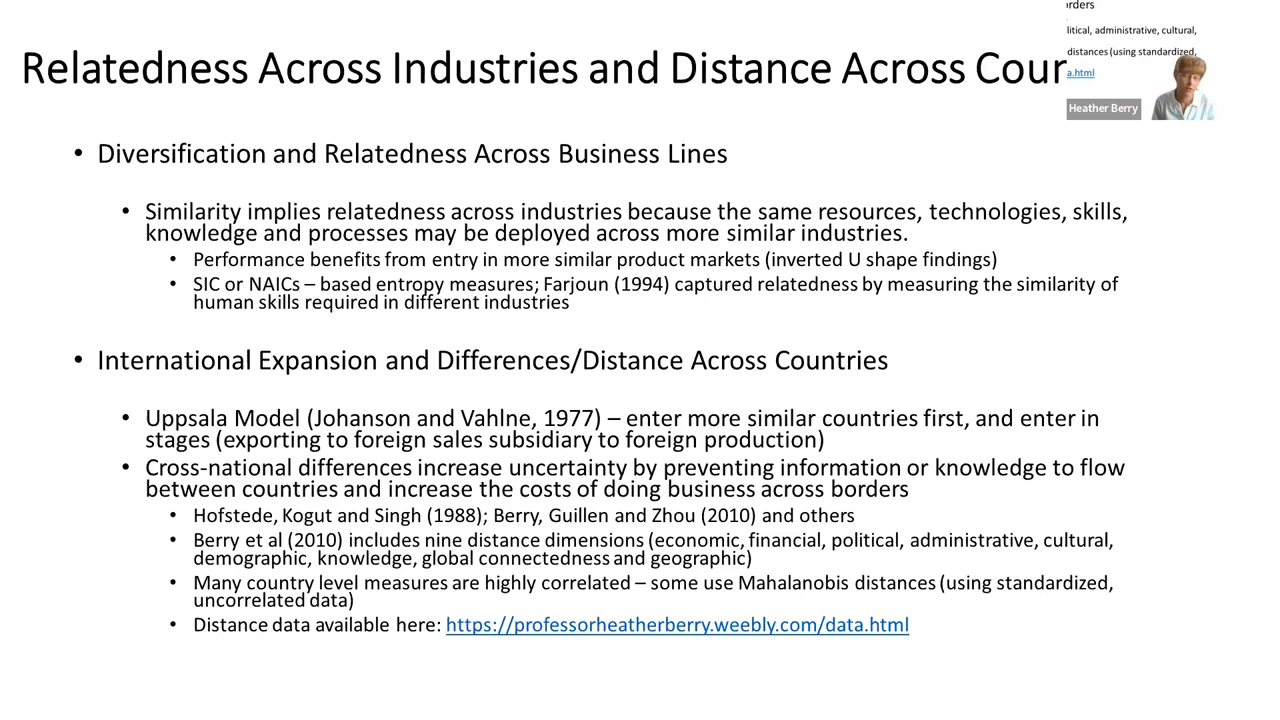 orders
litical, administrative, cultural,
distances (using standardized,
a.html
Heather Berry
Relatedness Across Industries and Distance Across Cour
• Diversification and Relatedness Across Business Lines
• Similarity implies relatedness across industries because the same resources, technologies, skills,
knowledge and processes may be deployed across more similar industries.
• Performance benefits from entry in more similar product markets (inverted U shape findings)
• SIC or NAICs – based entropy measures; Farjoun (1994) captured relatedness by measuring the similarity of
human skills required in different industries
• International Expansion and Differences/Distance Across Countries
• Uppsala Model (Johanson and Vahlne, 1977) – enter more similar countries first, and enter in
stages (exporting to foreign sales subsidiary to foreign production)
• Cross-national differences increase uncertainty by preventing information or knowledge to flow
between countries and increase the costs of doing business across borders
• Hofstede, Kogut and Singh (1988); Berry, Guillen and Zhou (2010) and others
• Berry et al (2010) includes nine distance dimensions (economic, financial, political, administrative, cultural,
demographic, knowledge, global connectedness and geographic)
• Many country level measures are highly correlated – some use Mahalanobis distances (using standardized,
uncorrelated data)
• Distance data available here: https://professorheatherberry.weebly.com/data.html